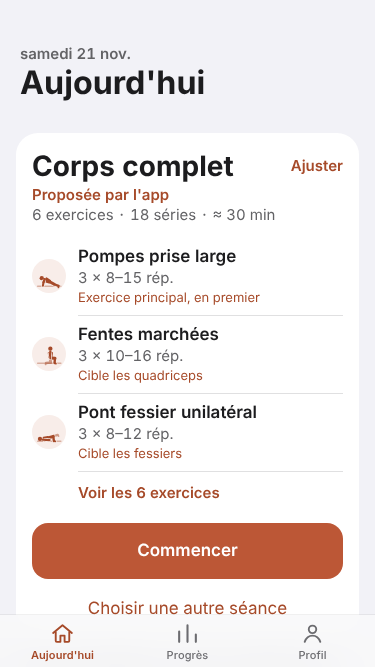 samedi 21 nov.
Aujourd'hui
Corps complet
Ajuster
Proposée par l'app
6 exercices · 18 séries · ≈ 30 min
Pompes prise large
3 × 8–15 rép.
Exercice principal, en premier
Fentes marchées
3 × 10–16 rép.
Cible les quadriceps
Pont fessier unilatéral
3 × 8–12 rép.
Cible les fessiers
Voir les 6 exercices
Commencer
Choisir une autre séance
Aujourd'hui
Progrès
Profil